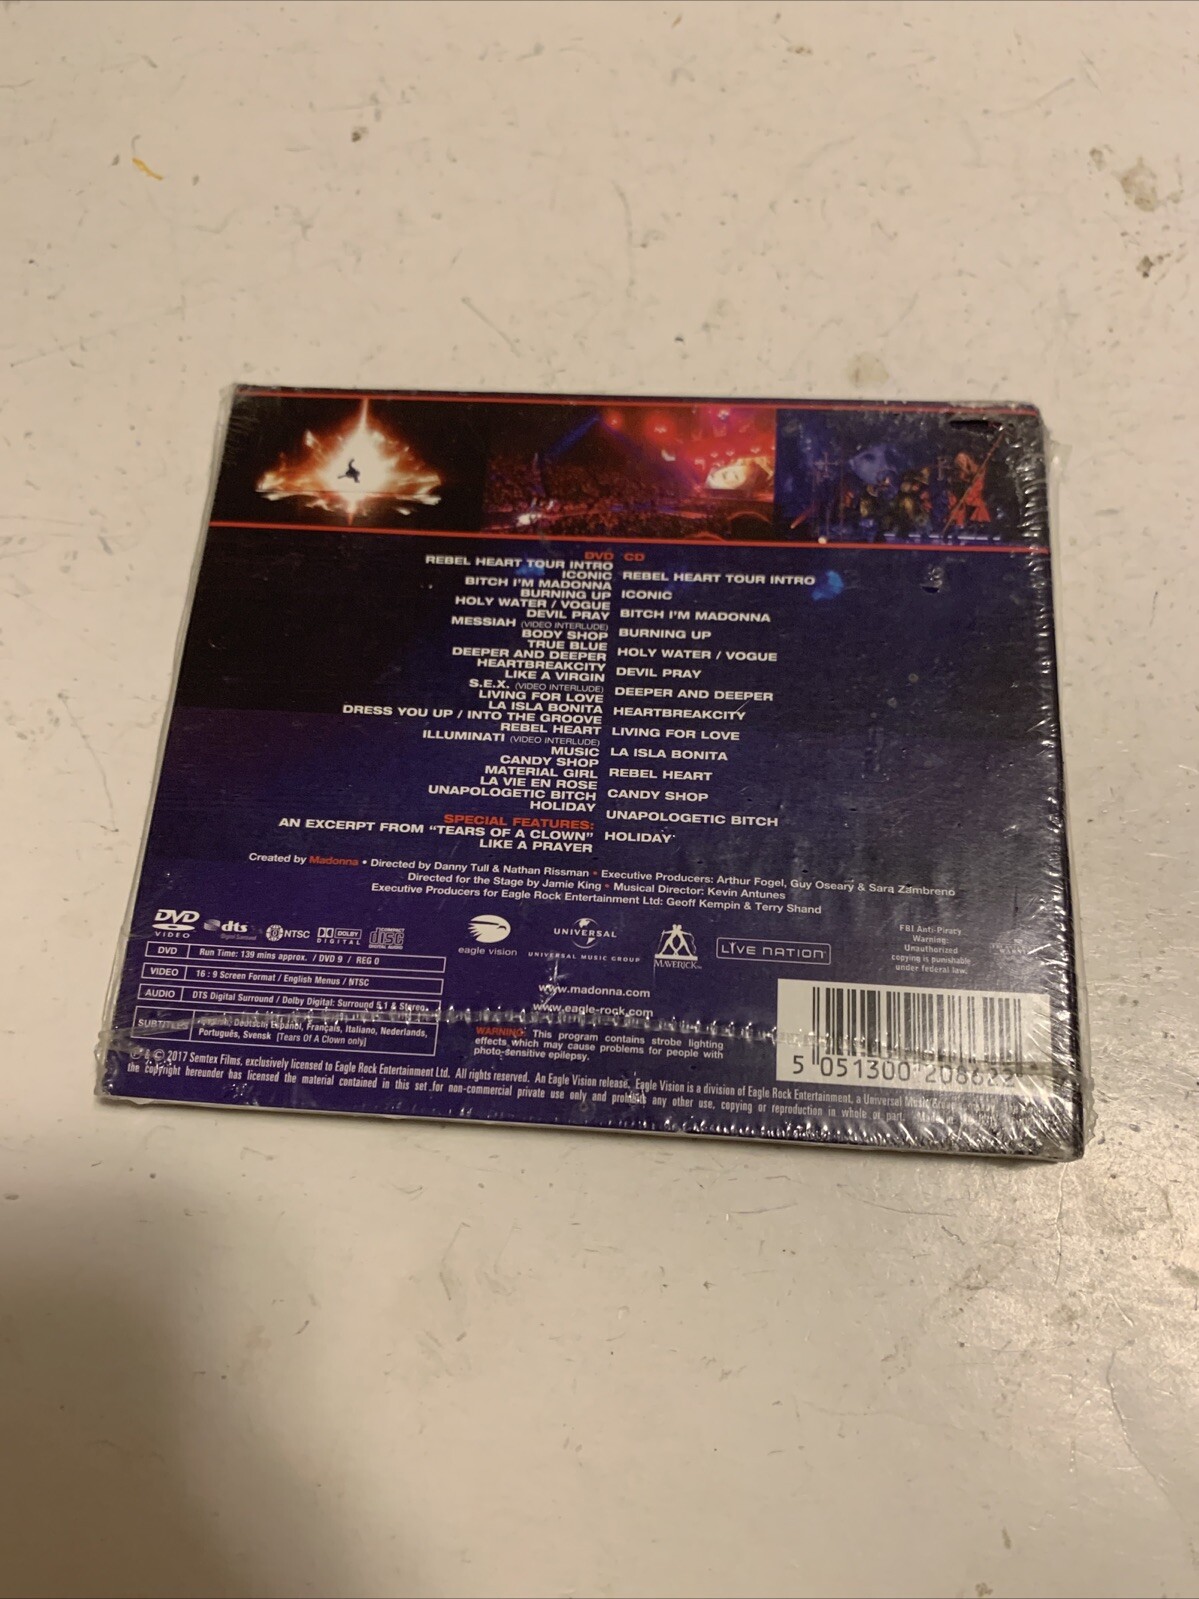 DVD
REBEL HEART TOUR INTRO
ICONIC
BITCH I'M MADONNA
BURNING UP
HOLY WATER / VOGUE
DEVIL PRAY
MESSIAH (VIDEO INTERLUDE)
BODY SHOP
TRUE BLUE
DEEPER AND DEEPER
HEARTBREAKCITY
LIKE A VIRGIN
S.E.X. (VIDEO INTERLUDE)
LIVING FOR LOVE
LA ISLA BONITA
DRESS YOU UP / INTO THE GROOVE
REBEL HEART
ILLUMINATI (VIDEO INTERLUDE)
MUSIC
CANDY SHOP
MATERIAL GIRL
LA VIE EN ROSE
UNAPOLOGETIC BITCH
HOLIDAY
SPECIAL FEATURES:
AN EXCERPT FROM "TEARS OF A CLOWN"
LIKE A PRAYER
CD
REBEL HEART TOUR INTRO
ICONIC
BITCH I'M MADONNA
BURNING UP
HOLY WATER / VOGUE
DEVIL PRAY
DEEPER AND DEEPER
HEARTBREAKCITY
LIVING FOR LOVE
LA ISLA BONITA
REBEL HEART
CANDY SHOP
UNAPOLOGETIC BITCH
HOLIDAY
Created by Madonna • Directed by Danny Tull & Nathan Rissman • Executive Producers: Arthur Fogel, Guy Oseary & Sara Zambreno
Directed for the Stage by Jamie King • Musical Director: Kevin Antunes
Executive Producers for Eagle Rock Entertainment Ltd: Geoff Kempin & Terry Shand
DVD VIDEO
dts Digital Surround
NTSC
DOLBY DIGITAL
COMPACT disc DIGITAL AUDIO
eagle vision
UNIVERSAL
UNIVERSAL MUSIC GROUP
MAVERICK
LIVE NATION
FBI Anti-Piracy
Warning:
Unauthorized
copying is punishable
under federal law.
DVD Run Time: 139 mins approx. / DVD 9 / REG 0
VIDEO 16 : 9 Screen Format / English Menus / NTSC
AUDIO DTS Digital Surround / Dolby Digital: Surround 5.1 & Stereo
SUBTITLES Deutsch, Español, Français, Italiano, Nederlands,
Português, Svensk [Tears Of A Clown only]
www.madonna.com
www.eagle-rock.com
WARNING: This program contains strobe lighting
effects which may cause problems for people with
photo-sensitive epilepsy.
5 051300 208622
℗ & © 2017 Semtex Films, exclusively licensed to Eagle Rock Entertainment Ltd. All rights reserved. An Eagle Vision release. Eagle Vision is a division of Eagle Rock Entertainment, a Universal Music
the copyright hereunder has licensed the material contained in this set for non-commercial private use only and prohibits any other use, copying or reproduction in whole or part.